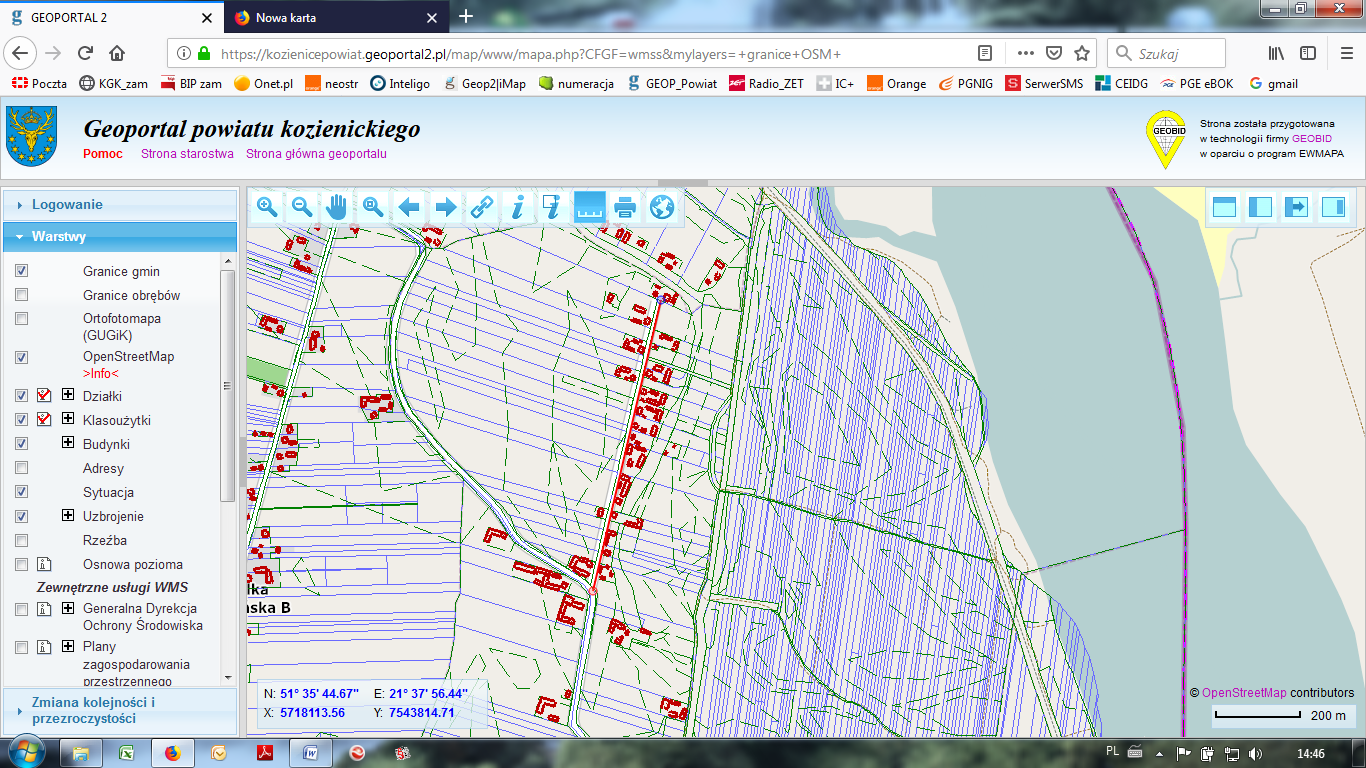 GEOPORTAL 2
Nowa karta
https://kozienicepowiat.geoportal2.pl/map/www/mapa.php?CFGF=wmss&mylayers=+granice+OSM+
Szukaj
Poczta KGK_zam BIP zam Onet.pl neostr Inteligo Geop2|iMap numeracja GEOP_Powiat Radio_ZET IC+ Orange PGNIG SerwerSMS CEIDG PGE eBOK gmail
Geoportal powiatu kozienickiego
Pomoc Strona starostwa Strona główna geoportalu
GEOBID
Strona została przygotowana
w technologii firmy GEOBID
w oparciu o program EWMAPA
Logowanie
Warstwy
Granice gmin
Granice obrębów
Ortofotomapa
(GUGiK)
OpenStreetMap
>Info<
Działki
Klasoużytki
Budynki
Adresy
Sytuacja
Uzbrojenie
Rzeźba
Osnowa pozioma
Zewnętrzne usługi WMS
Generalna Dyrekcja
Ochrony Środowiska
Plany
zagospodarowania
przestrzennego
Zmiana kolejności i
przezroczystości
łka
ńska B
N: 51° 35' 44.67" E: 21° 37' 56.44"
X: 5718113.56 Y: 7543814.71
© OpenStreetMap contributors
200 m
PL
14:46